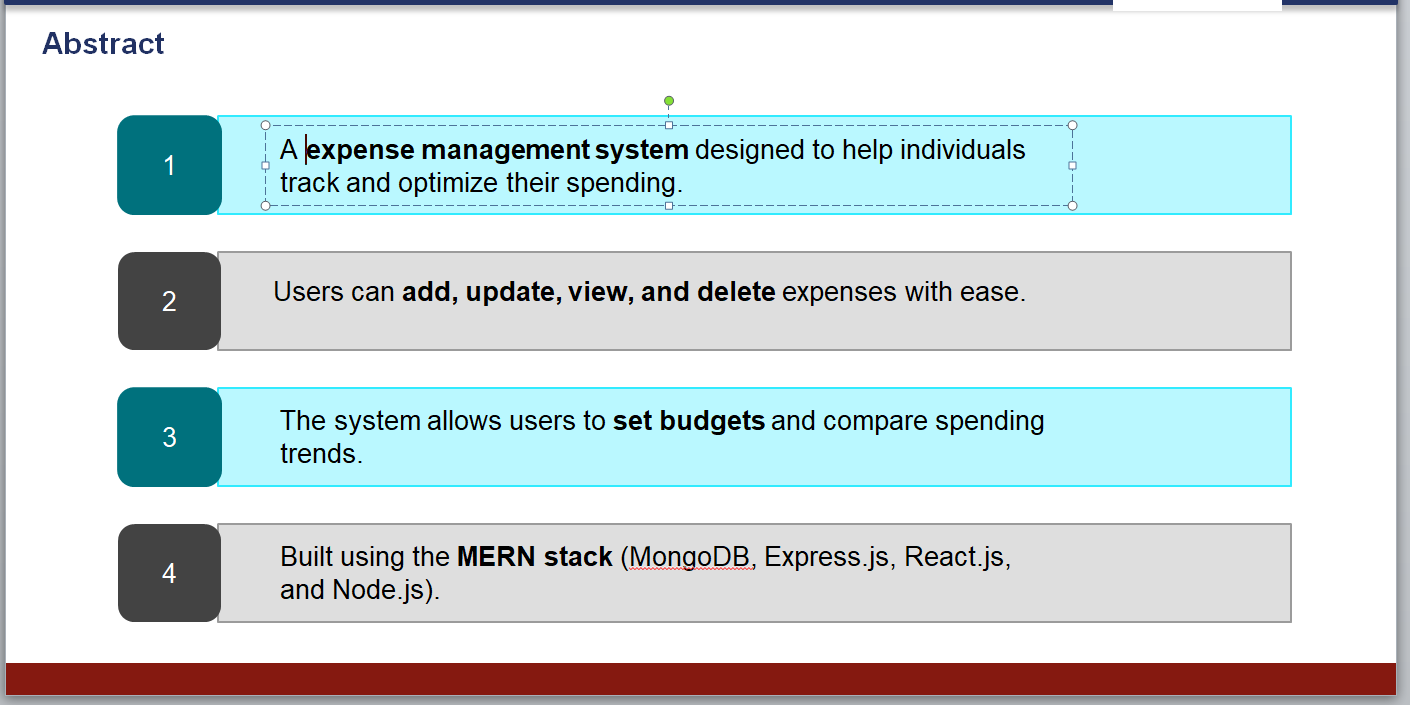 Abstract
1
A expense management system designed to help individuals
track and optimize their spending.
2
Users can add, update, view, and delete expenses with ease.
3
The system allows users to set budgets and compare spending
trends.
4
Built using the MERN stack (MongoDB, Express.js, React.js,
and Node.js).